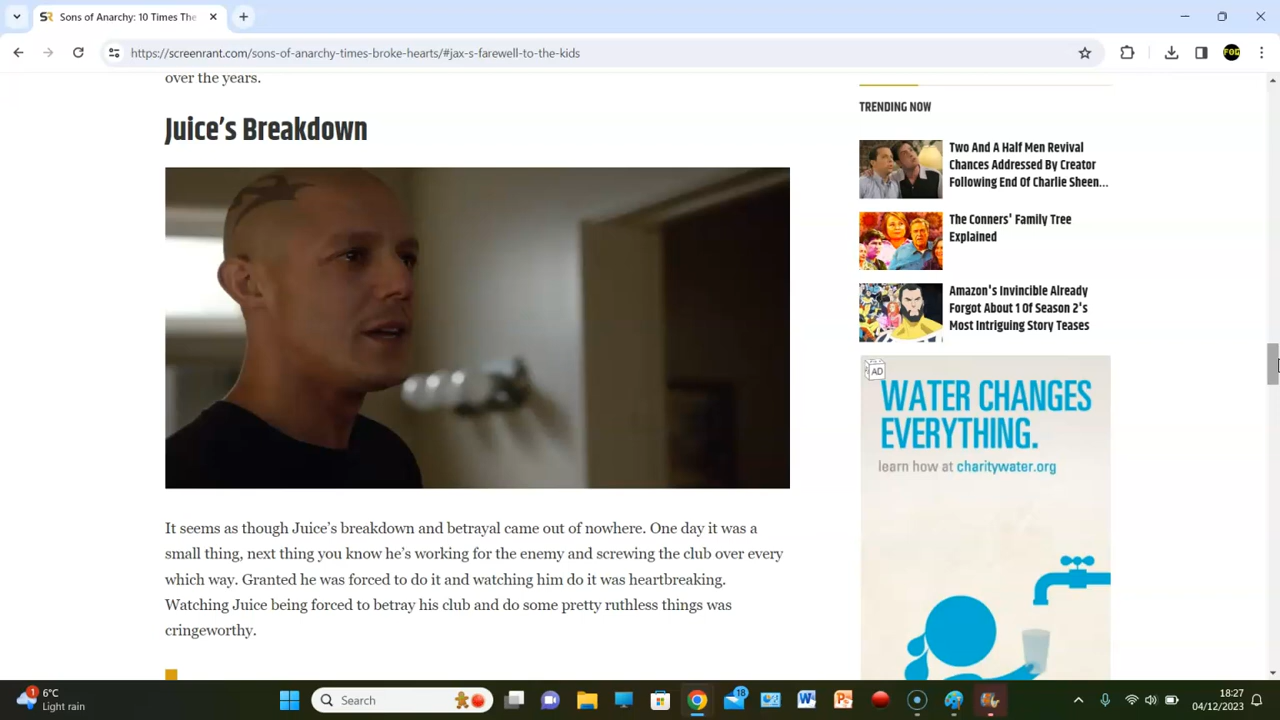 Sons of Anarchy: 10 Times The
https://screenrant.com/sons-of-anarchy-times-broke-hearts/#jax-s-farewell-to-the-kids
over the years.
Juice's Breakdown
It seems as though Juice's breakdown and betrayal came out of nowhere. One day it was a
small thing, next thing you know he's working for the enemy and screwing the club over every
which way. Granted he was forced to do it and watching him do it was heartbreaking.
Watching Juice being forced to betray his club and do some pretty ruthless things was
cringeworthy.
TRENDING NOW
Two And A Half Men Revival
Chances Addressed By Creator
Following End Of Charlie Sheen...
The Conners' Family Tree
Explained
Amazon's Invincible Already
Forgot About 1 Of Season 2's
Most Intriguing Story Teases
AD
WATER CHANGES
EVERYTHING.
learn how at charitywater.org
1
6°C
Light rain
Search
18
18:27
04/12/2023